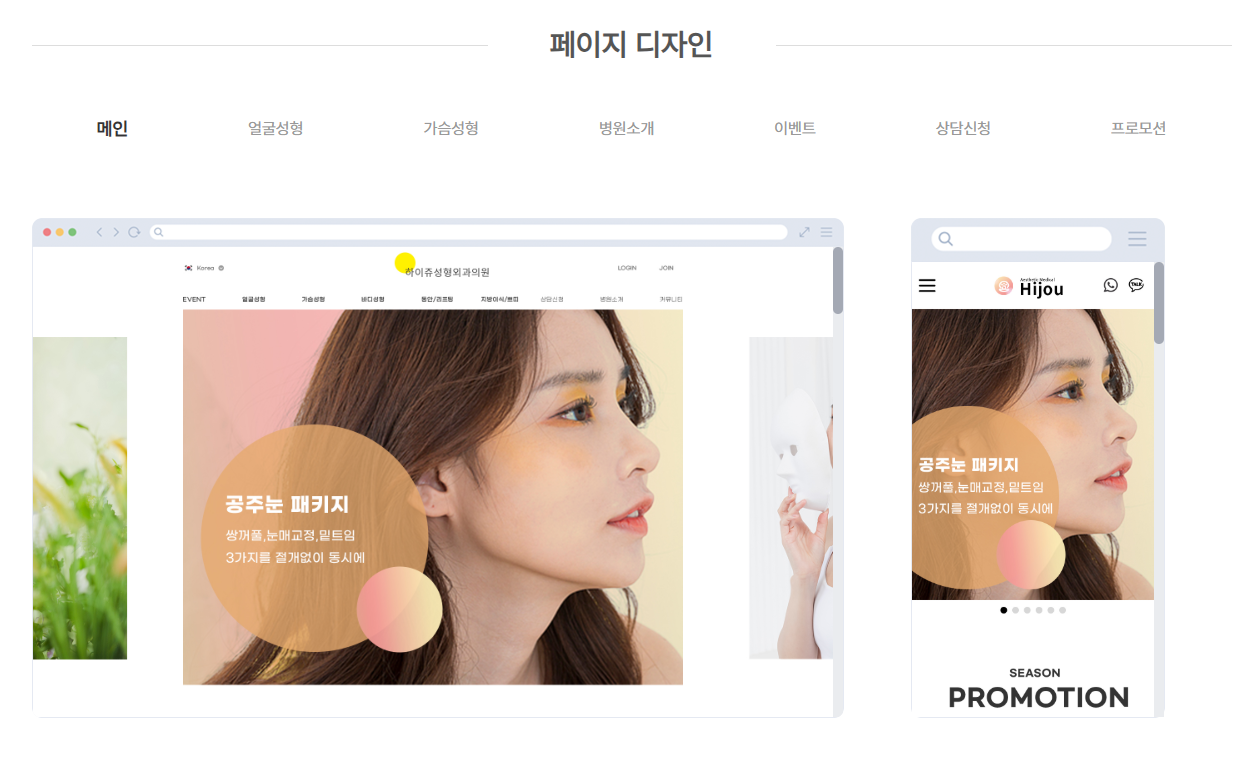 페이지 디자인
메인 얼굴성형 가슴성형 병원소개 이벤트 상담신청 프로모션
Korea
하이쥬성형외과의원
LOGIN JOIN
EVENT 얼굴성형 가슴성형 바디성형 동안/리프팅 지방이식/쁘띠 상담신청 병원소개 커뮤니티
공주눈 패키지
쌍꺼풀,눈매교정,밑트임
3가지를 절개없이 동시에
Aesthetic Medical
Hijou
TALK
공주눈 패키지
쌍꺼풀,눈매교정,밑트임
3가지를 절개없이 동시에
SEASON
PROMOTION